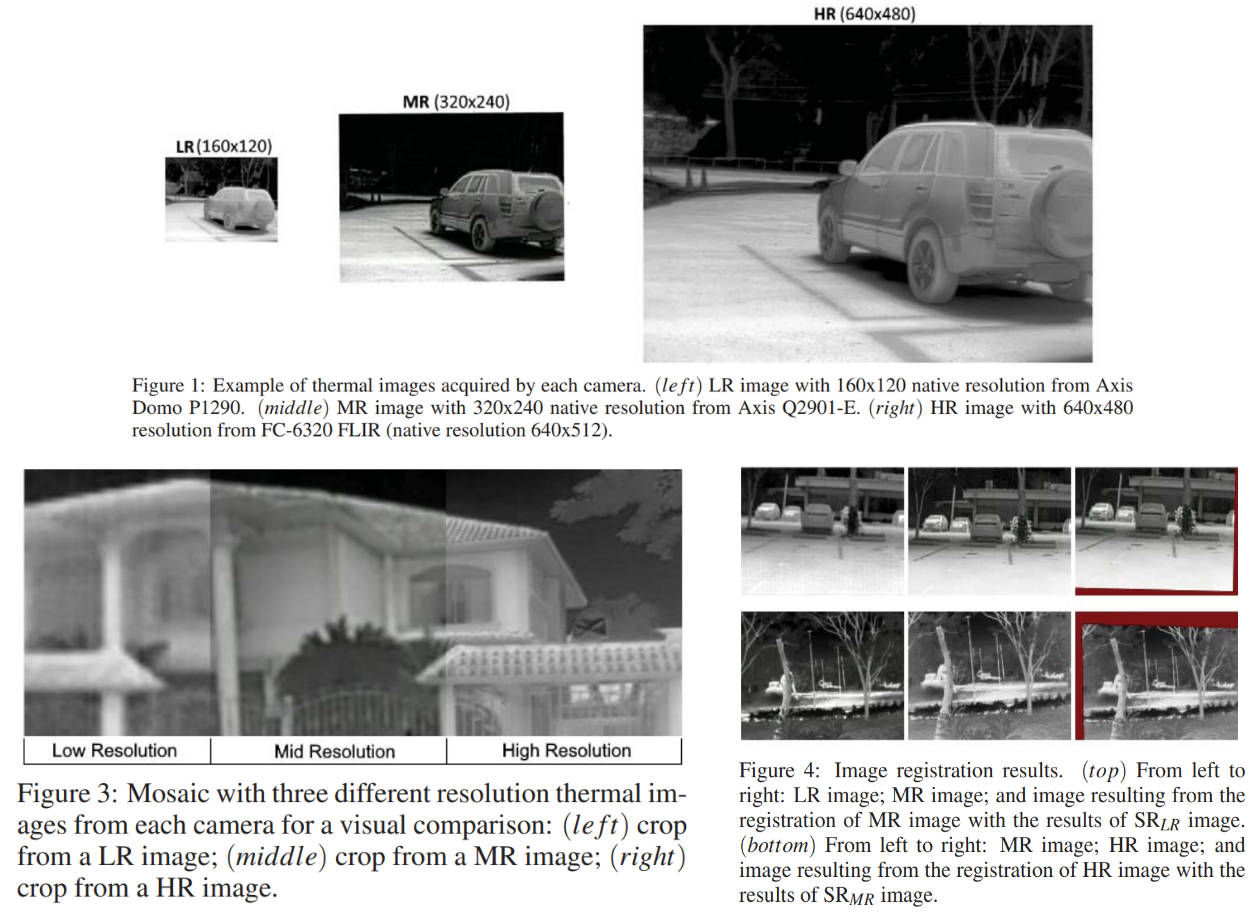 HR (640x480)
MR (320x240)
LR (160x120)
Figure 1: Example of thermal images acquired by each camera. (left) LR image with 160x120 native resolution from Axis
Domo P1290. (middle) MR image with 320x240 native resolution from Axis Q2901-E. (right) HR image with 640x480
resolution from FC-6320 FLIR (native resolution 640x512).
Low Resolution
Mid Resolution
High Resolution
Figure 3: Mosaic with three different resolution thermal im-
ages from each camera for a visual comparison: (left) crop
from a LR image; (middle) crop from a MR image; (right)
crop from a HR image.
Figure 4: Image registration results. (top) From left to
right: LR image; MR image; and image resulting from the
registration of MR image with the results of SR_LR image.
(bottom) From left to right: MR image; HR image; and
image resulting from the registration of HR image with the
results of SR_MR image.